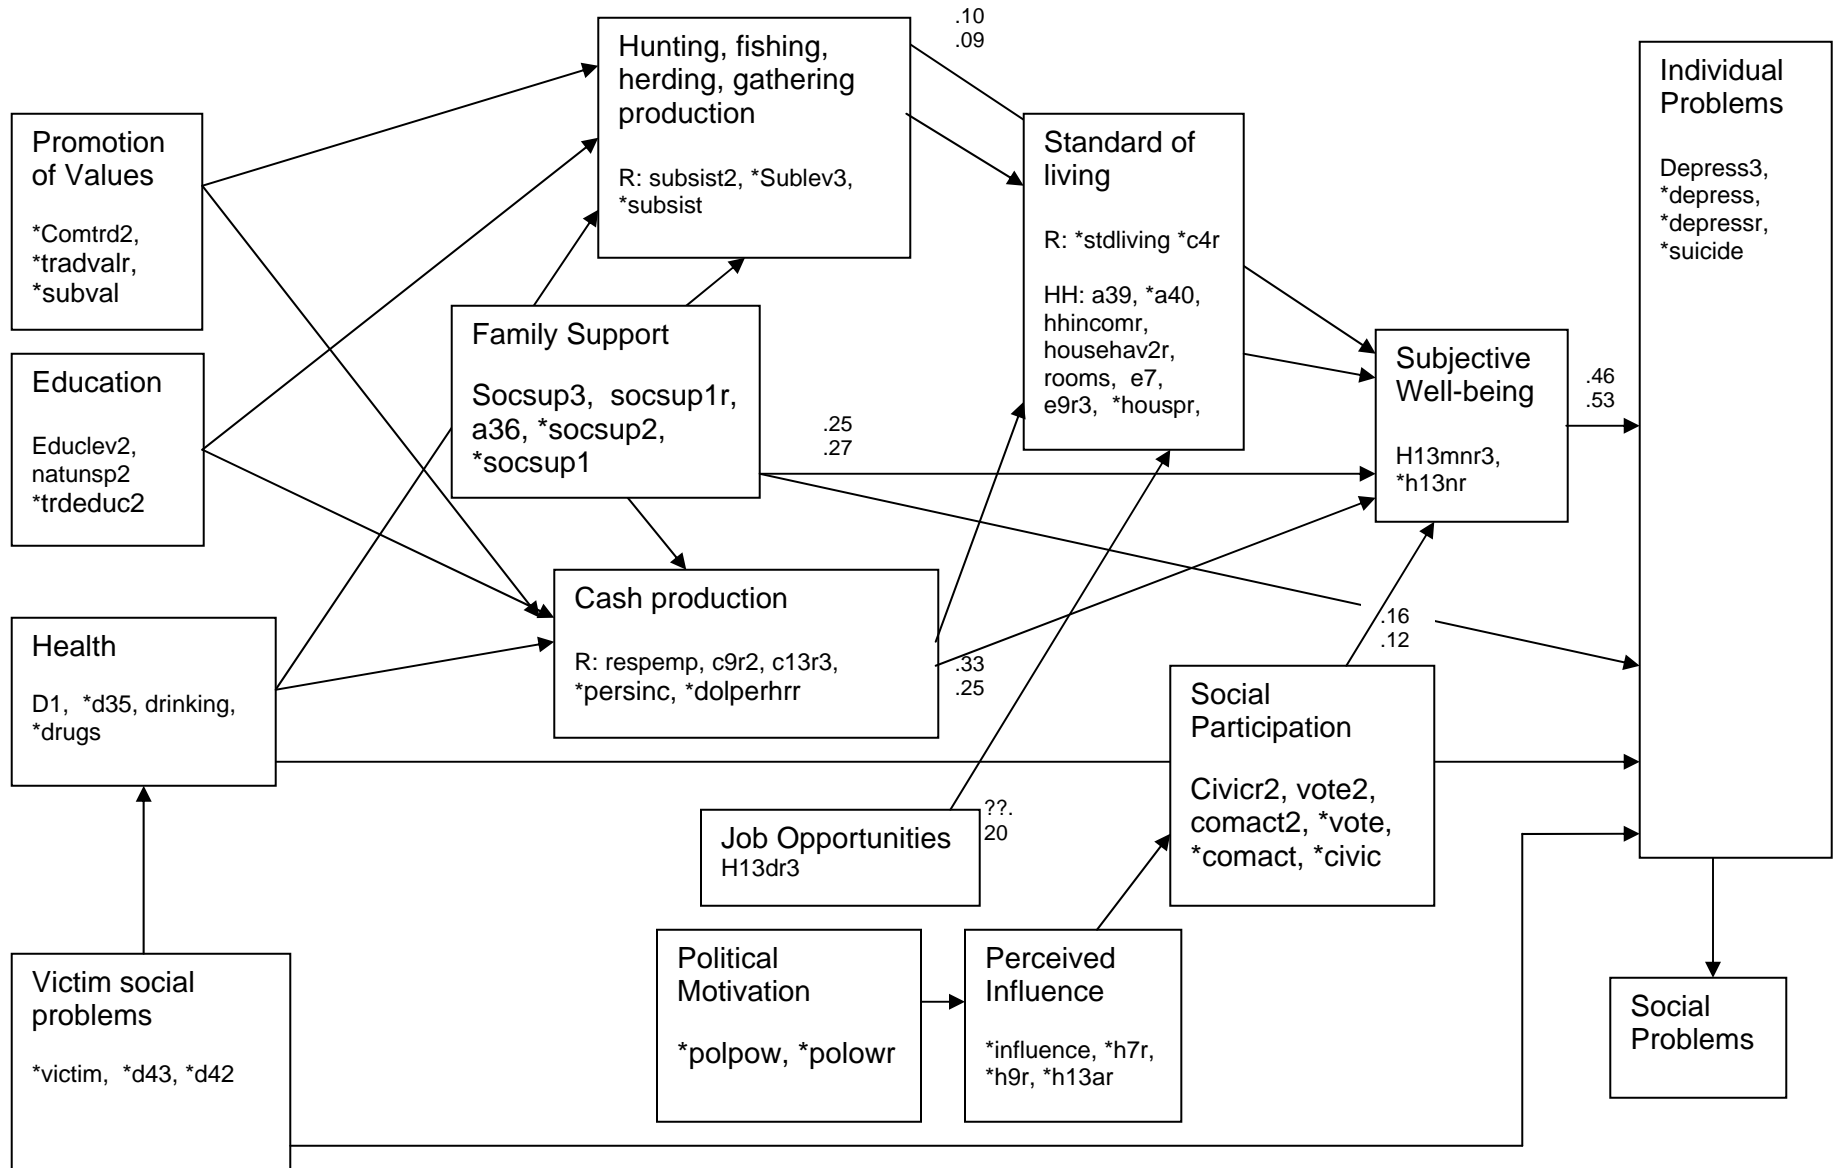 .10
.09
Hunting, fishing,
herding, gathering
production
R: subsist2, *Sublev3,
*subsist
Individual
Problems
Depress3,
*depress,
*depressr,
*suicide
Promotion
of Values
*Comtrd2,
*tradvalr,
*subval
Standard of
living
R: *stdliving *c4r
HH: a39, *a40,
hhincomr,
househav2r,
rooms, e7,
e9r3, *houspr,
Family Support
Socsup3, socsup1r,
a36, *socsup2,
*socsup1
.25
.27
Subjective
Well-being
H13mnr3,
*h13nr
.46
.53
Education
Educlev2,
natunsp2
*trdeduc2
Cash production
R: respemp, c9r2, c13r3,
*persinc, *dolperhrr
.33
.25
.16
.12
Health
D1, *d35, drinking,
*drugs
Social
Participation
Civicr2, vote2,
comact2, *vote,
*comact, *civic
Job Opportunities
H13dr3
??.
20
Victim social
problems
*victim, *d43, *d42
Political
Motivation
*polpow, *polowr
Perceived
Influence
*influence, *h7r,
*h9r, *h13ar
Social
Problems